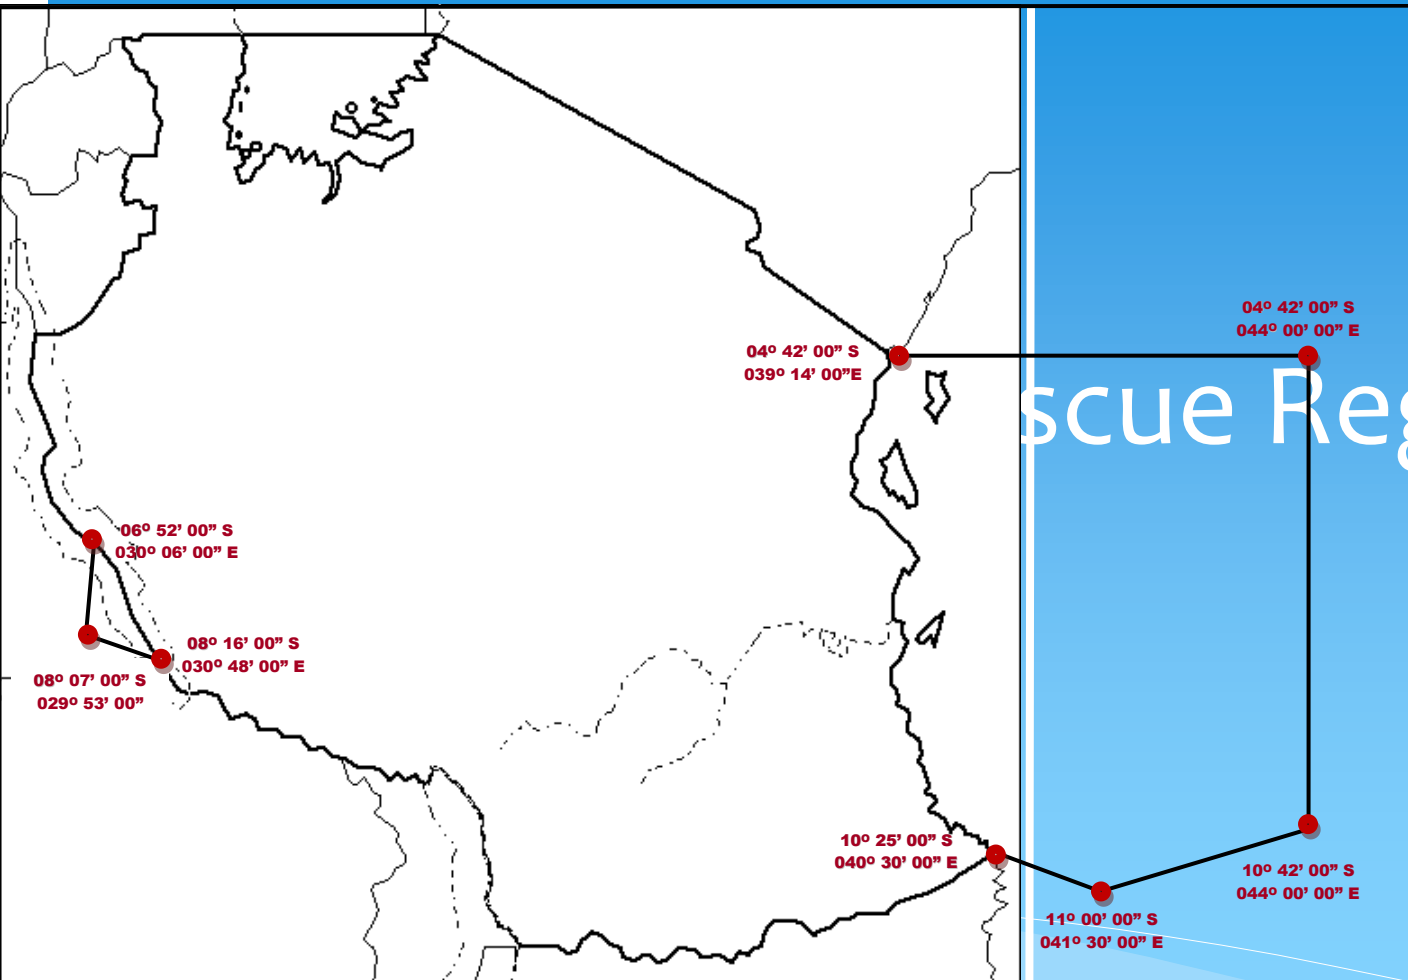 04º 42’ 00” S
044º 00’ 00” E
04º 42’ 00” S
039º 14’ 00”E
scue Reg
06º 52’ 00” S
030º 06’ 00” E
08º 16’ 00” S
030º 48’ 00” E
08º 07’ 00” S
029º 53’ 00”
10º 25’ 00” S
040º 30’ 00” E
10º 42’ 00” S
044º 00’ 00” E
11º 00’ 00” S
041º 30’ 00” E